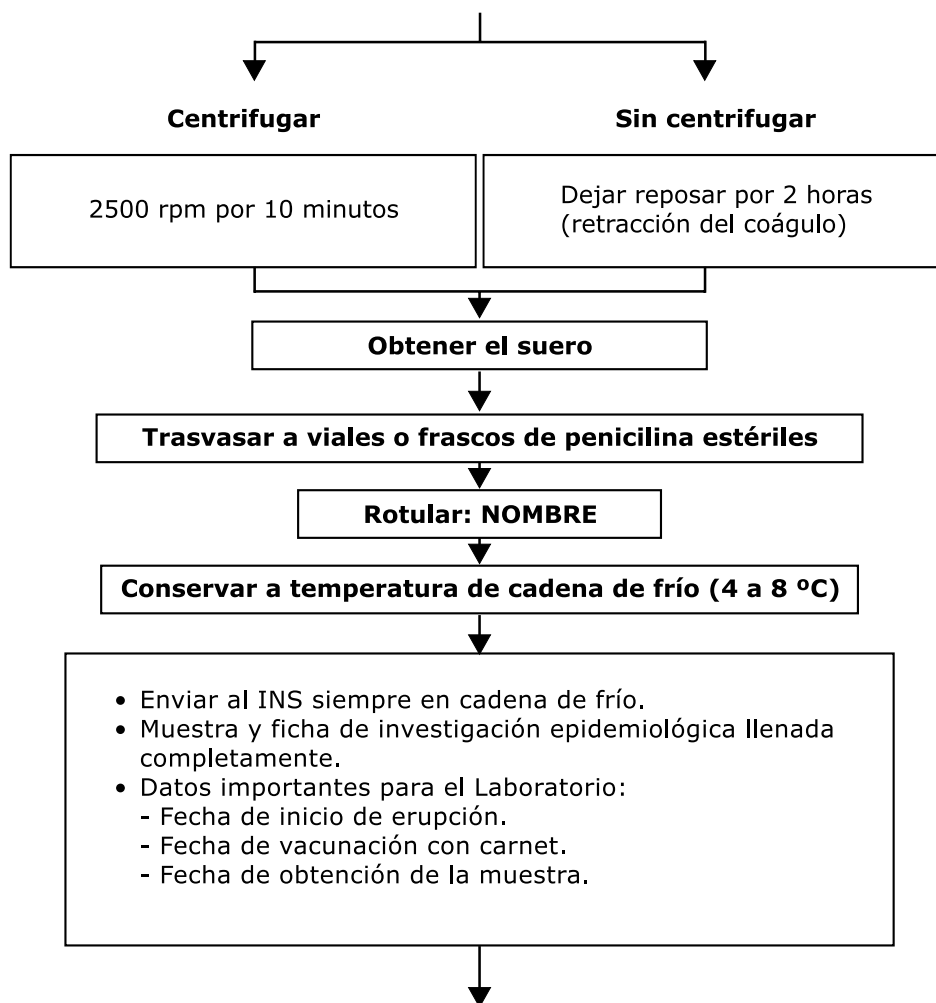 Centrifugar
Sin centrifugar
2500 rpm por 10 minutos
Dejar reposar por 2 horas
(retracción del coágulo)
Obtener el suero
Trasvasar a viales o frascos de penicilina estériles
Rotular: NOMBRE
Conservar a temperatura de cadena de frío (4 a 8 ºC)
• Enviar al INS siempre en cadena de frío.
• Muestra y ficha de investigación epidemiológica llenada
completamente.
• Datos importantes para el Laboratorio:
- Fecha de inicio de erupción.
- Fecha de vacunación con carnet.
- Fecha de obtención de la muestra.